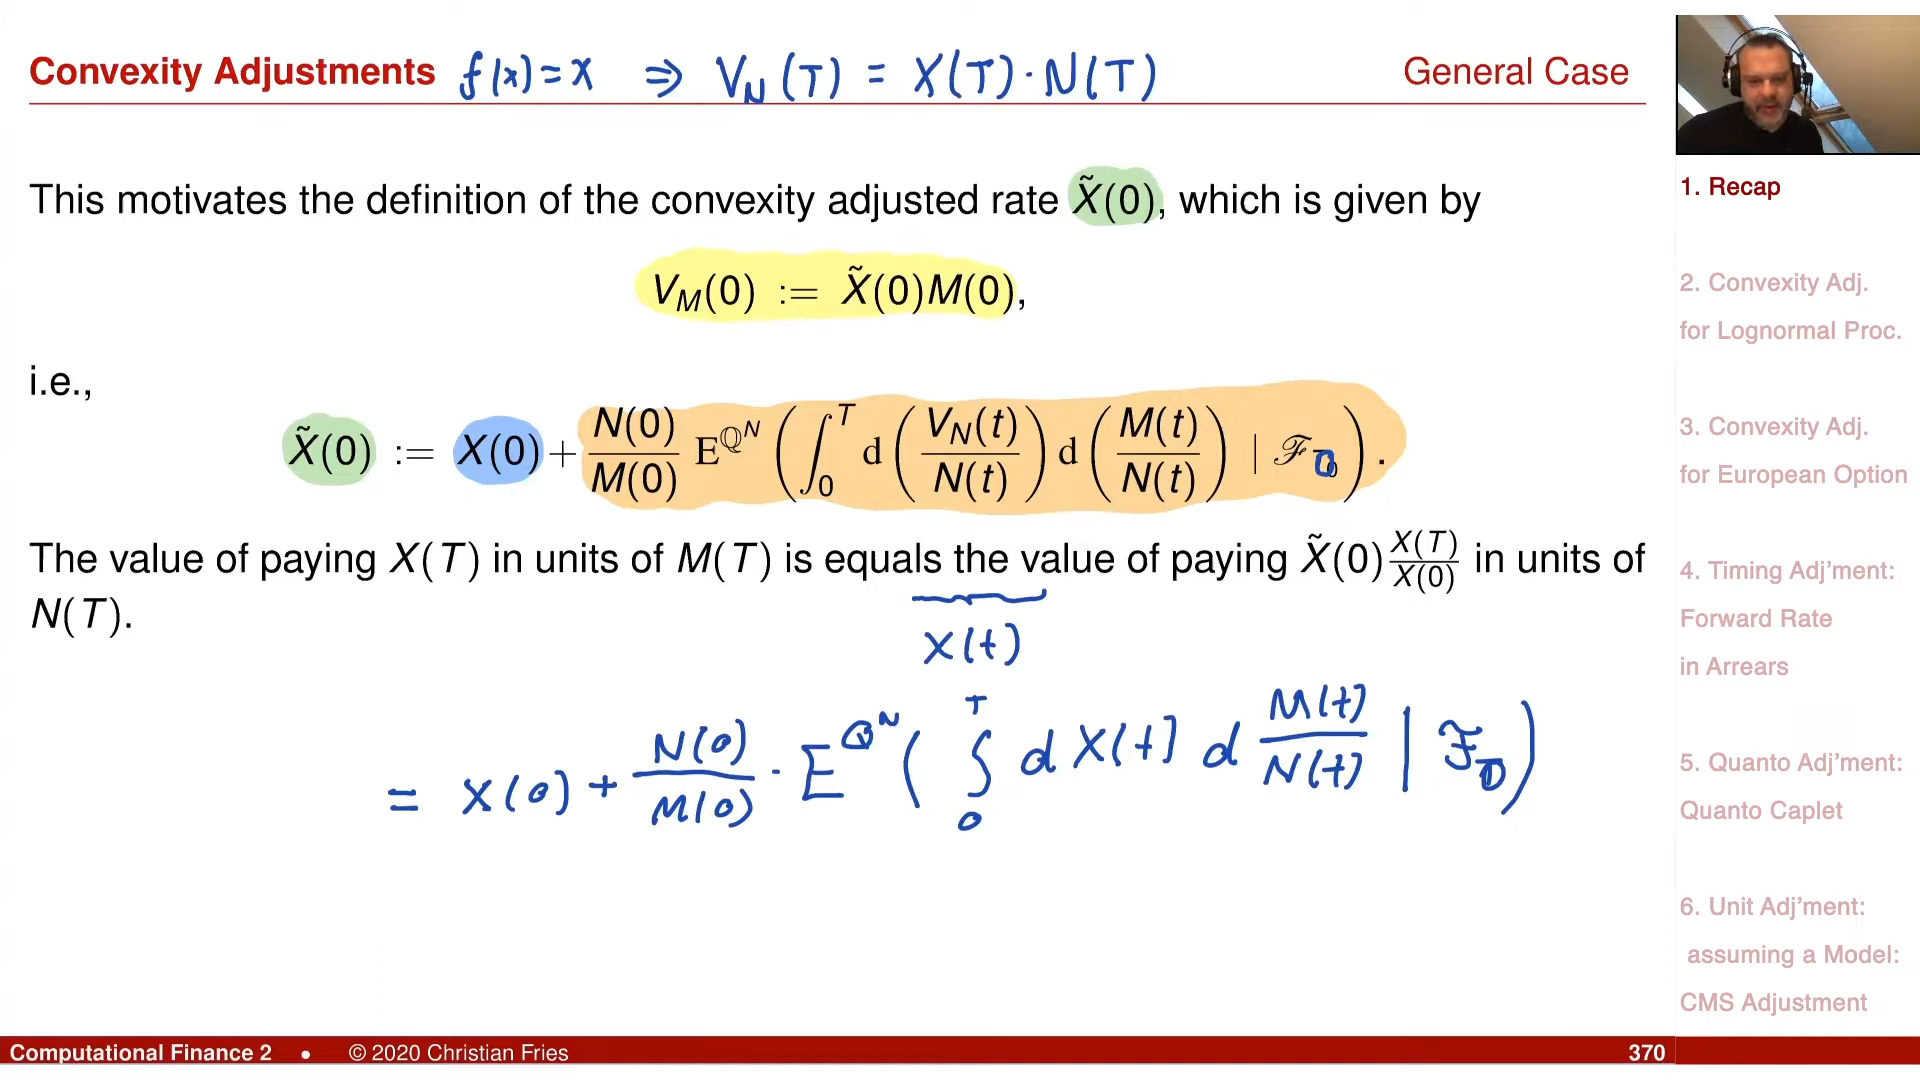 Convexity Adjustments f(x)=x ⇒ V_N(T) = X(T)·N(T) General Case
This motivates the definition of the convexity adjusted rate X̃(0), which is given by
V_M(0) := X̃(0)M(0),
i.e.,
X̃(0) := X(0) + N(0)/M(0) E^{ℚ^N} ( ∫_0^T d( V_N(t)/N(t) ) d( M(t)/N(t) ) | ℱ_0 ).
The value of paying X(T) in units of M(T) is equals the value of paying X̃(0) X(T)/X(0) in units of
N(T).
X(t)
= X(0) + N(0)/M(0) · E^{ℚ^N} ( ∫_0^T d X(t) d M(t)/N(t) | ℱ_0 )
1. Recap
2. Convexity Adj.
for Lognormal Proc.
3. Convexity Adj.
for European Option
4. Timing Adj'ment:
Forward Rate
in Arrears
5. Quanto Adj'ment:
Quanto Caplet
6. Unit Adj'ment:
assuming a Model:
CMS Adjustment
Computational Finance 2 • © 2020 Christian Fries 370